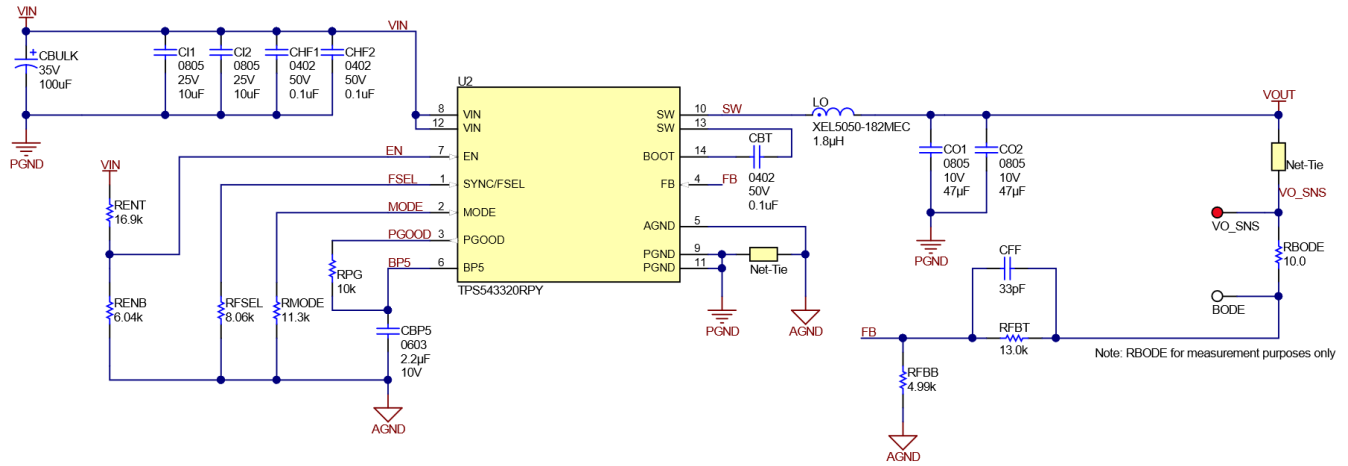 VIN
VIN
CBULK
35V
100uF
+
CI1
0805
25V
10uF
CI2
0805
25V
10uF
CHF1
0402
50V
0.1uF
CHF2
0402
50V
0.1uF
PGND
U2
8 VIN
12 VIN
EN 7 EN
FSEL 1 SYNC/FSEL
MODE 2 MODE
PGOOD 3 PGOOD
BP5 6 BP5
SW 10 SW
SW 13
BOOT 14
FB 4 FB
AGND 5
PGND 9
PGND 11
TPS543320RPY
VIN
RENT
16.9k
RENB
6.04k
RFSEL
8.06k
RMODE
11.3k
RPG
10k
CBP5
0603
2.2µF
10V
AGND
LO
XEL5050-182MEC
1.8µH
CBT
0402
50V
0.1uF
Net-Tie
PGND
AGND
CO1
0805
10V
47µF
CO2
0805
10V
47µF
PGND
VOUT
Net-Tie
VO_SNS
VO_SNS
RBODE
10.0
BODE
CFF
33pF
FB
RFBT
13.0k
Note: RBODE for measurement purposes only
RFBB
4.99k
AGND